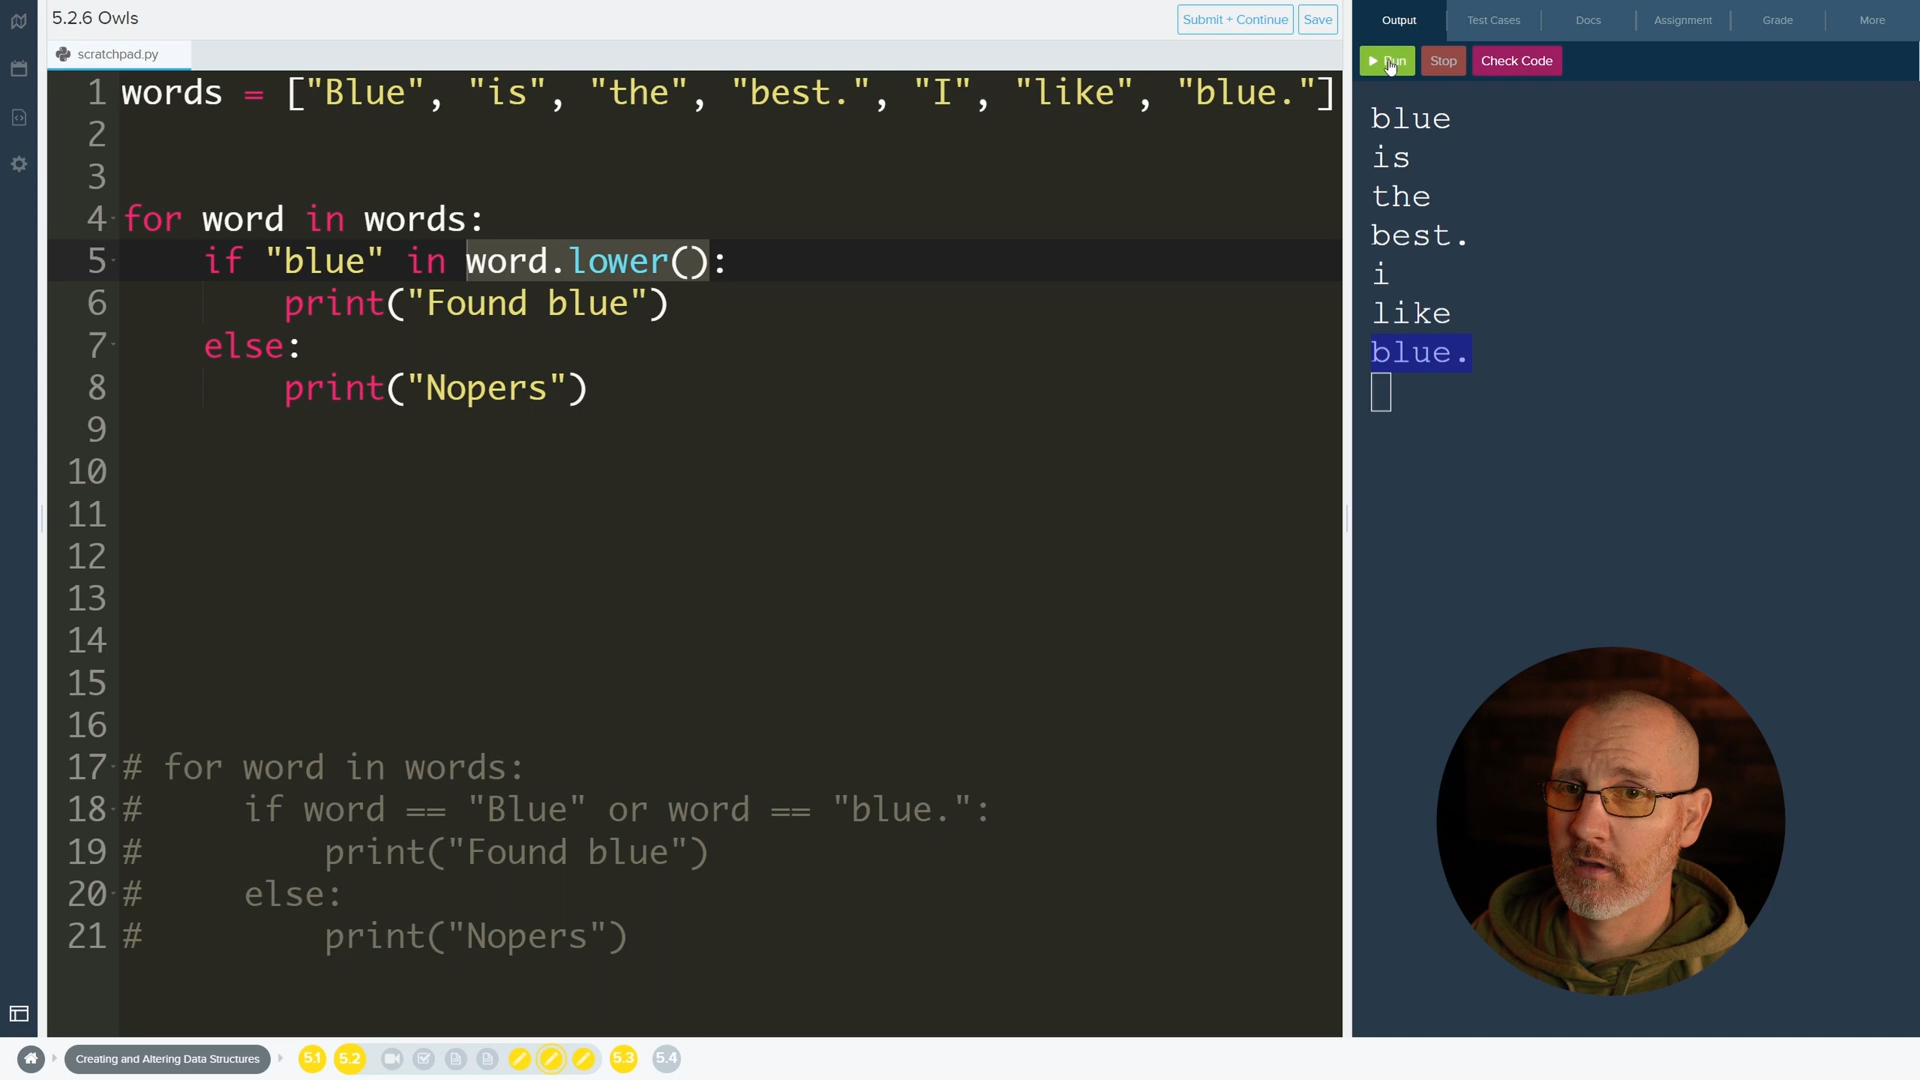 5.2.6 Owls
Submit + Continue
Save
Output
Test Cases
Docs
Assignment
Grade
More
scratchpad.py
Run
Stop
Check Code
1 words = ["Blue", "is", "the", "best.", "I", "like", "blue."]
2
3
4 for word in words:
5     if "blue" in word.lower():
6         print("Found blue")
7     else:
8         print("Nopers")
9
10
11
12
13
14
15
16
17 # for word in words:
18 #     if word == "Blue" or word == "blue.":
19 #         print("Found blue")
20 #     else:
21 #         print("Nopers")
blue
is
the
best.
i
like
blue.
Creating and Altering Data Structures
5.1
5.2
5.3
5.4